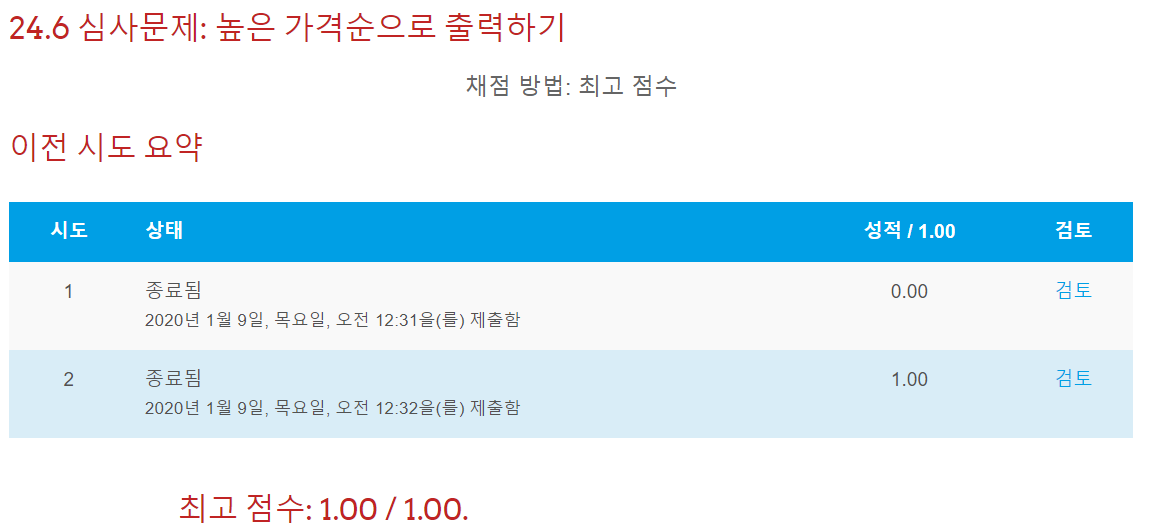 24.6 심사문제: 높은 가격순으로 출력하기
채점 방법: 최고 점수
이전 시도 요약
시도 상태 성적 / 1.00 검토
1 종료됨 0.00 검토
2020년 1월 9일, 목요일, 오전 12:31을(를) 제출함
2 종료됨 1.00 검토
2020년 1월 9일, 목요일, 오전 12:32을(를) 제출함
최고 점수: 1.00 / 1.00.